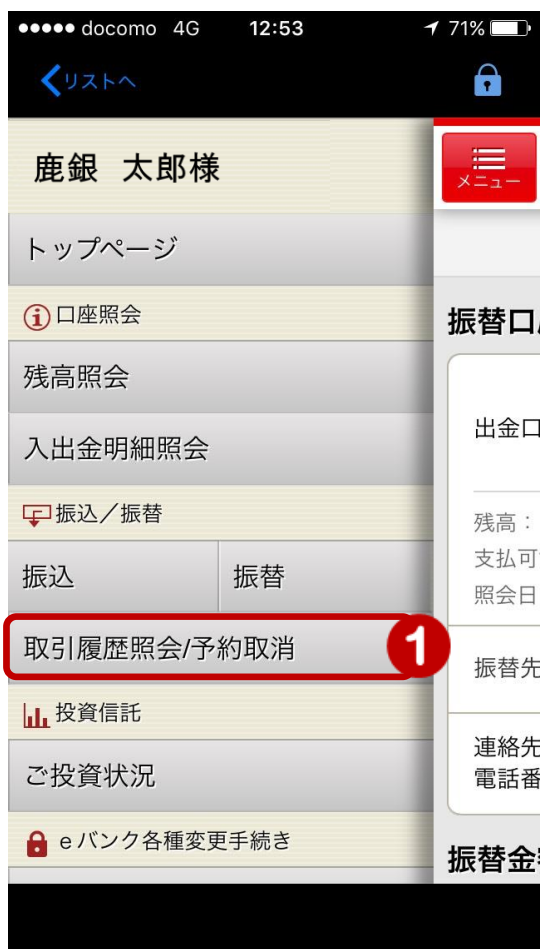 docomo 4G 12:53 71%
リストへ
鹿銀 太郎様
メニュー
トップページ
口座照会
振替口
残高照会
出金口
入出金明細照会
振込／振替
残高：
支払可
振込 振替
照会日
取引履歴照会/予約取消 1
振替先
投資信託
連絡先
ご投資状況
電話番
eバンク各種変更手続き
振替金